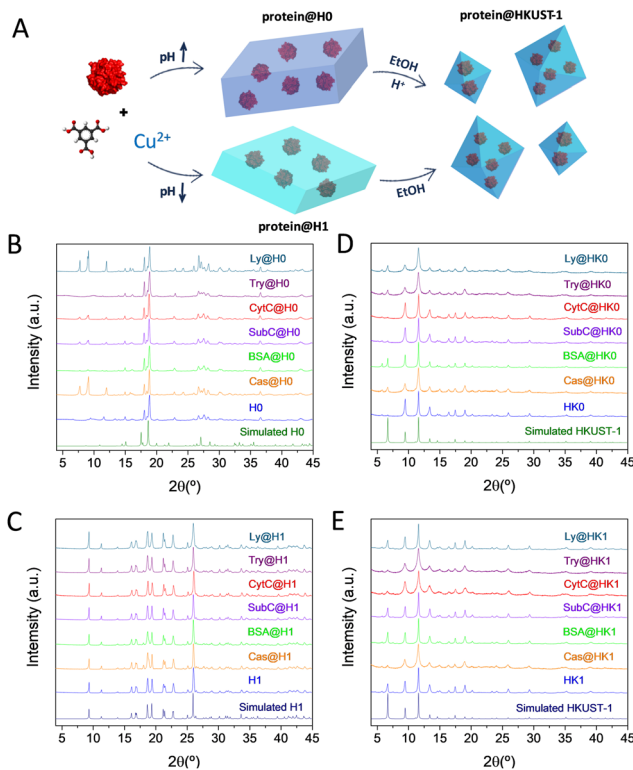 A
protein@H0
protein@HKUST-1
pH
EtOH
H⁺
+
Cu²⁺
pH
EtOH
protein@H1
B
Intensity (a.u.)
Ly@H0
Try@H0
CytC@H0
SubC@H0
BSA@H0
Cas@H0
H0
Simulated H0
5 10 15 20 25 30 35 40 45
2θ(º)
D
Intensity (a.u.)
Ly@HK0
Try@HK0
CytC@HK0
SubC@HK0
BSA@HK0
Cas@HK0
HK0
Simulated HKUST-1
5 10 15 20 25 30 35 40 45
2θ(º)
C
Intensity (a.u.)
Ly@H1
Try@H1
CytC@H1
SubC@H1
BSA@H1
Cas@H1
H1
Simulated H1
5 10 15 20 25 30 35 40 45
2θ(º)
E
Intensity (a.u.)
Ly@HK1
Try@HK1
CytC@HK1
SubC@HK1
BSA@HK1
Cas@HK1
HK1
Simulated HKUST-1
5 10 15 20 25 30 35 40 45
2θ(º)